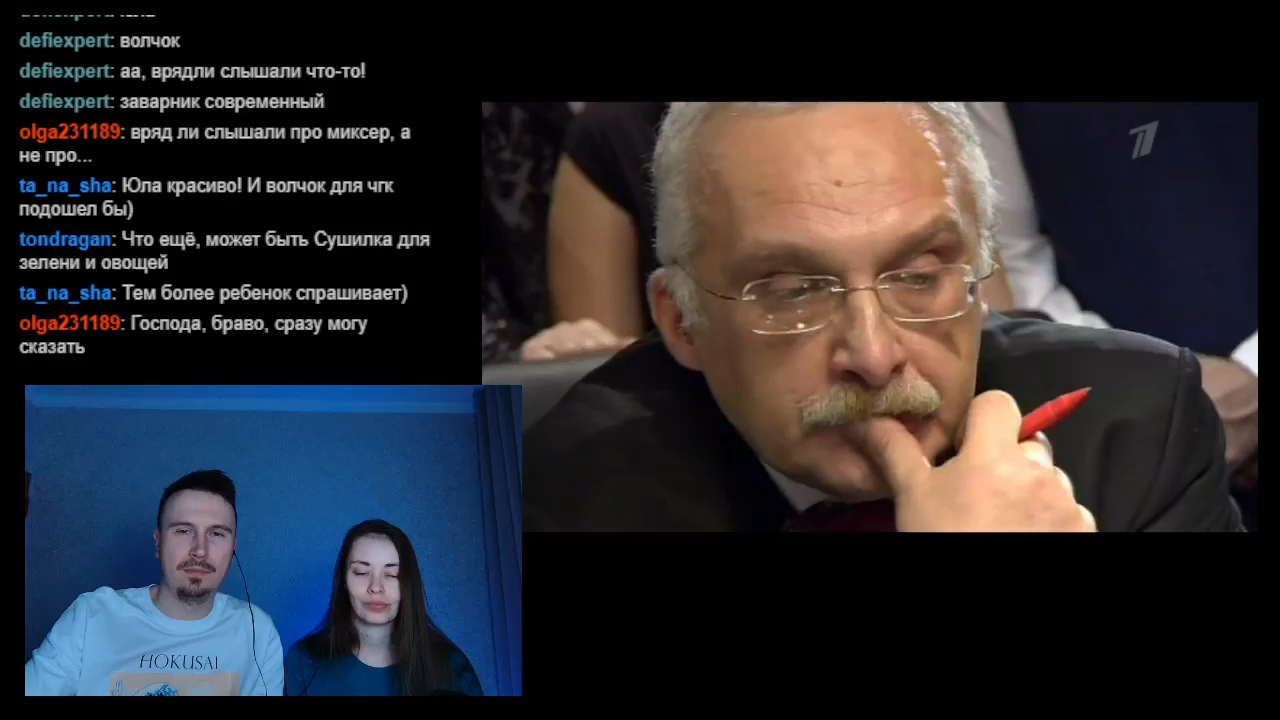 defiexpert: волчок
defiexpert: аа, врядли слышали что-то!
defiexpert: заварник современный
olga231189: вряд ли слышали про миксер, а
не про...
ta_na_sha: Юла красиво! И волчок для чгк
подошел бы)
tondragan: Что ещё, может быть Сушилка для
зелени и овощей
ta_na_sha: Тем более ребенок спрашивает)
olga231189: Господа, браво, сразу могу
сказать
1
HOKUSAI